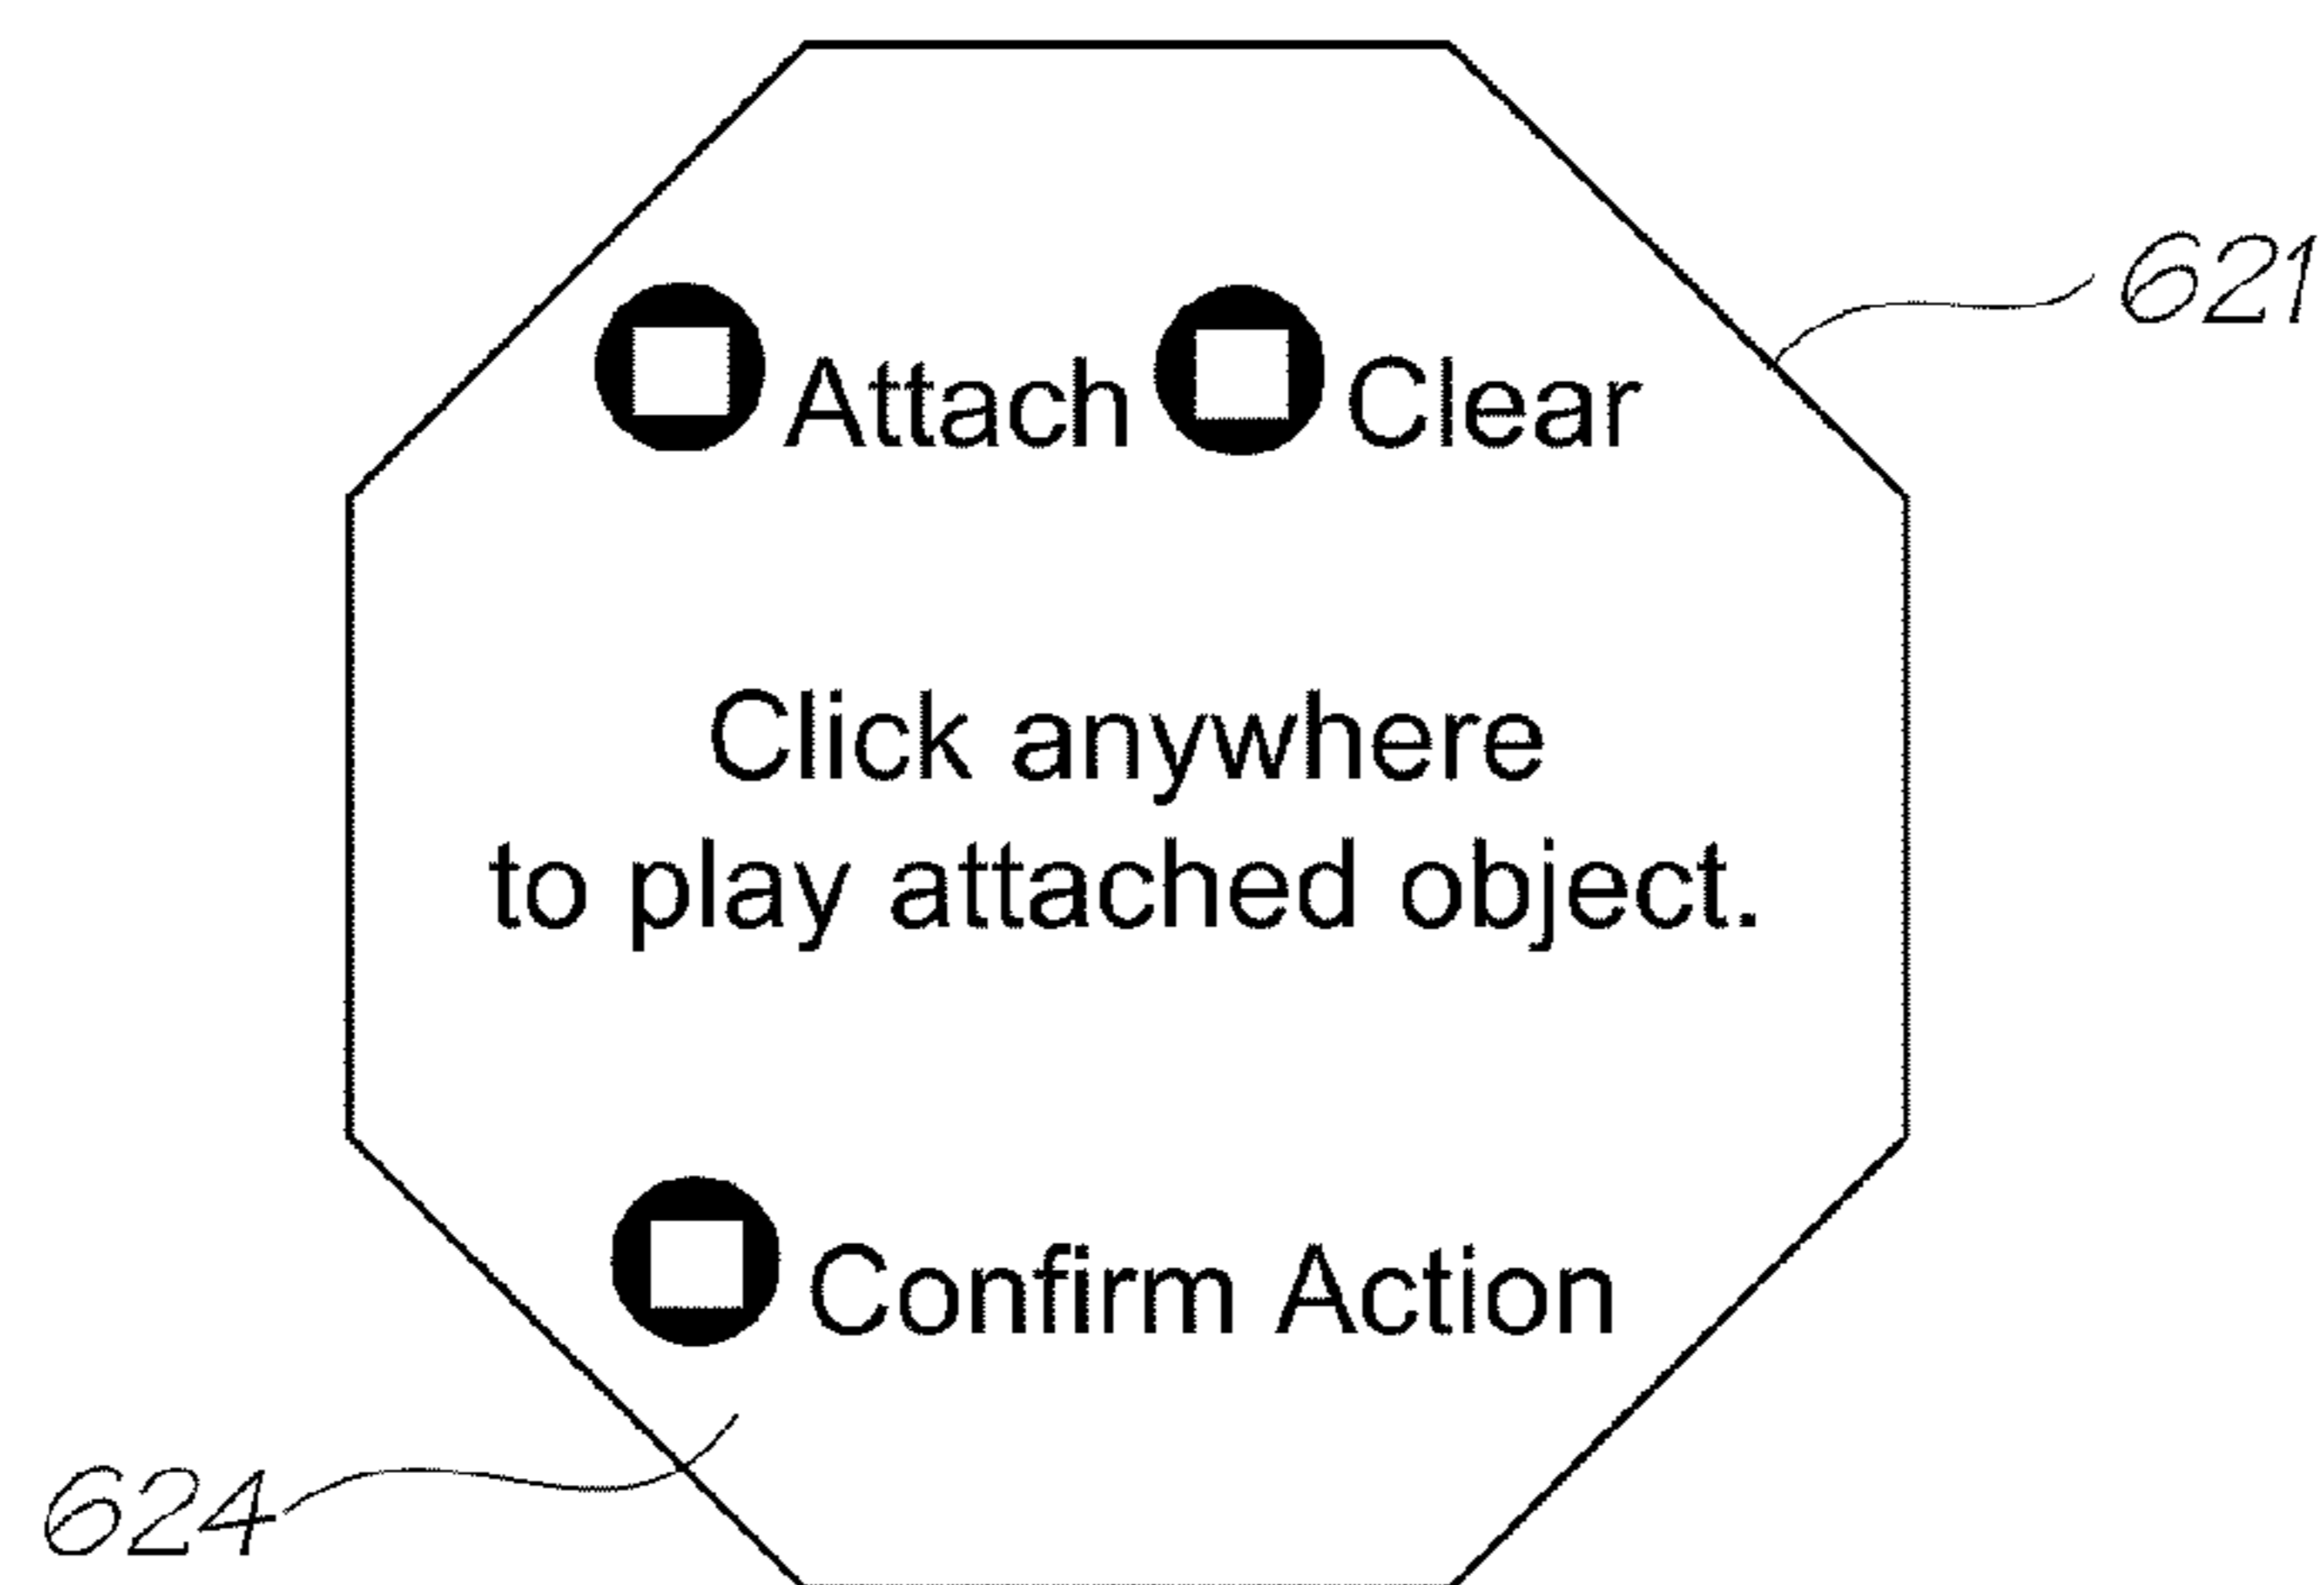 621
Attach Clear
Click anywhere
to play attached object.
Confirm Action
624